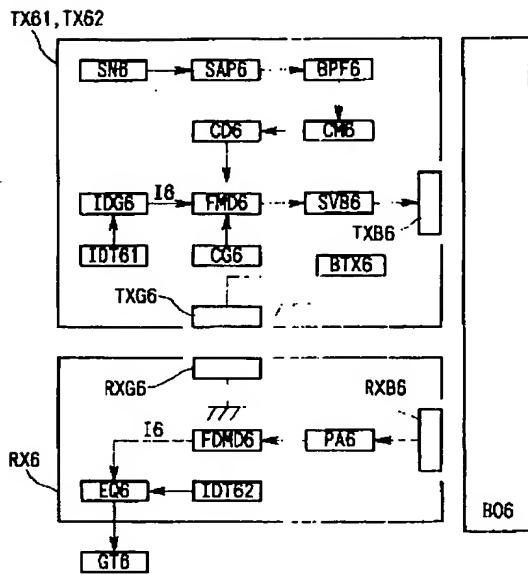 TX61, TX62
SN6 SAP6 BPF6
CD6 CM6
IDG6 I6 FMD6 SVB6
TXB6
IDT61 CG6 BTX6
TXG6
RXG6 RXB6
I6 FDMD6 PA6
RX6
EQ6 IDT62
B06
GT6